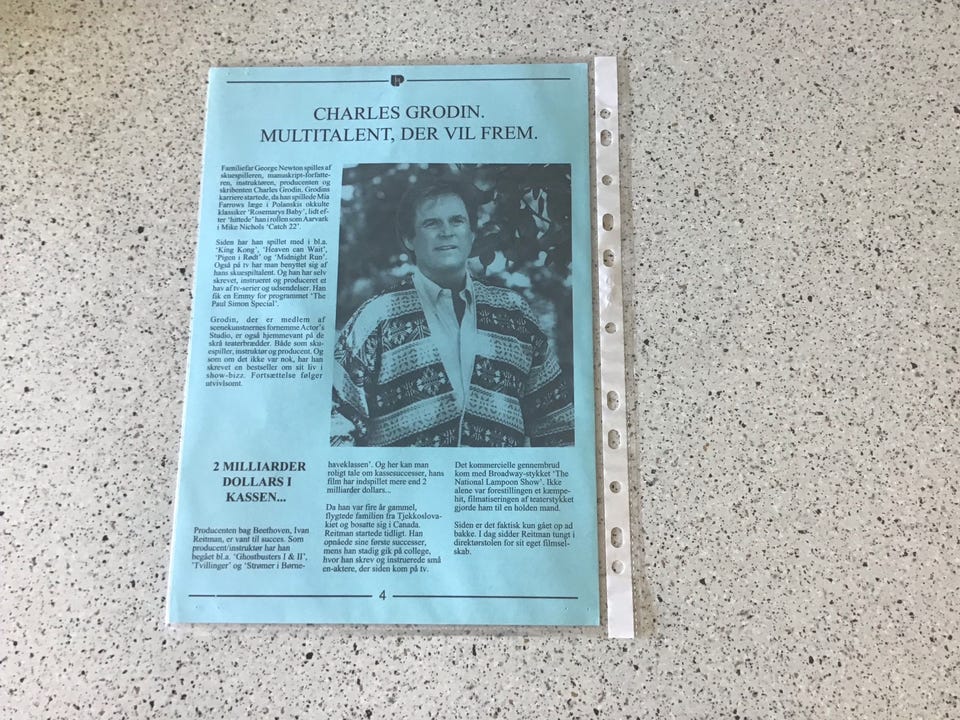 CHARLES GRODIN.
MULTITALENT, DER VIL FREM.
Familiefar George Newton spilles af
skuespilleren, manuskript-forfatte-
ren, instruktøren, producenten og
skribenten Charles Grodin. Grodins
karriere startede, da han spillede Mia
Farrows læge i Polanskis okkulte
klassiker 'Rosemarys Baby', lidt ef-
ter 'hittede' han i rollen som Aarvark
i Mike Nichols 'Catch 22'.
Siden har han spillet med i bl.a.
'King Kong', 'Heaven can Wait',
'Pigen i Rødt' og 'Midnight Run'.
Også på tv har man benyttet sig af
hans skuespiltalent. Og han har selv
skrevet, instrueret og produceret et
hav af tv-serier og udsendelser. Han
fik en Emmy for programmet 'The
Paul Simon Special'.
Grodin, der er medlem af
scenekunstnernes fornemme Actor's
Studio, er også hjemmevant på de
skrå teaterbrædder. Både som sku-
espiller, instruktør og producent. Og
som om det ikke var nok, har han
skrevet en bestseller om sit liv i
show-bizz. Fortsættelse følger
utvivlsomt.
2 MILLIARDER
DOLLARS I
KASSEN...
Producenten bag Beethoven, Ivan
Reitman, er vant til succes. Som
producent/instruktør har han
begået bl.a. 'Ghostbusters I & II',
'Tvillinger' og 'Strømer i Børne-
haveklassen'. Og her kan man
roligt tale om kassesuccesser, hans
film har indspillet mere end 2
milliarder dollars...
Da han var fire år gammel,
flygtede familien fra Tjekkoslova-
kiet og bosatte sig i Canada.
Reitman startede tidligt. Han
opnåede sine første successer,
mens han stadig gik på college,
hvor han skrev og instruerede små
en-aktere, der siden kom på tv.
Det kommercielle gennembrud
kom med Broadway-stykket 'The
National Lampoon Show'. Ikke
alene var forestillingen et kæmpe-
hit, filmatiseringen af teaterstykket
gjorde ham til en holden mand.
Siden er det faktisk kun gået op ad
bakke. I dag sidder Reitman tungt i
direktørstolen for sit eget filmsel-
skab.
4